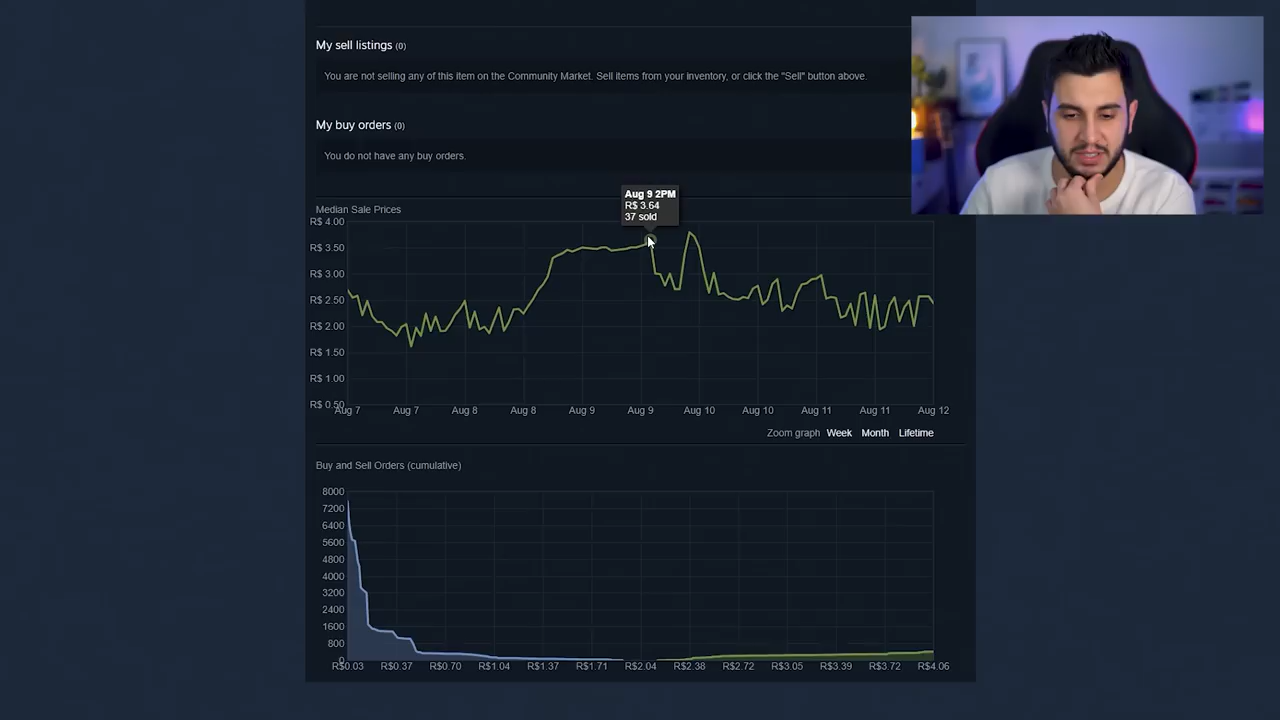 My sell listings (0)
You are not selling any of this item on the Community Market. Sell items from your inventory, or click the "Sell" button above.
My buy orders (0)
You do not have any buy orders.
Aug 9 2PM
R$ 3.64
37 sold
Median Sale Prices
R$ 4.00
R$ 3.50
R$ 3.00
R$ 2.50
R$ 2.00
R$ 1.50
R$ 1.00
R$ 0.50
Aug 7 Aug 7 Aug 8 Aug 8 Aug 9 Aug 9 Aug 10 Aug 10 Aug 11 Aug 11 Aug 12
Zoom graph Week Month Lifetime
Buy and Sell Orders (cumulative)
8000
7200
6400
5600
4800
4000
3200
2400
1600
800
0
R$0.03 R$0.37 R$0.70 R$1.04 R$1.37 R$1.71 R$2.04 R$2.38 R$2.72 R$3.05 R$3.39 R$3.72 R$4.06